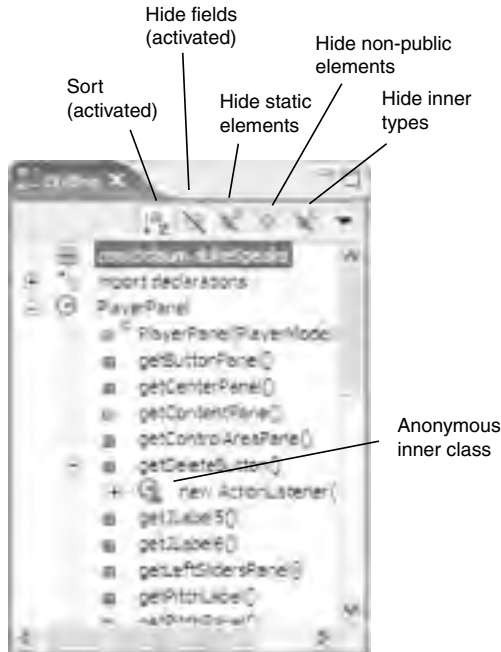 Hide fields
(activated)
Hide non-public
elements
Sort
(activated)
Hide static
elements
Hide inner
types
Outline
import declarations
PlayerPanel
PlayerPanel(PlayerMode
getButtonPane()
getCenterPanel()
getContentPane()
getControlAreaPane()
getDeleteButton()
Anonymous
inner class
new ActionListener(
getJLabel5()
getJLabel6()
getLeftSlidersPanel()
getPitchLabel()